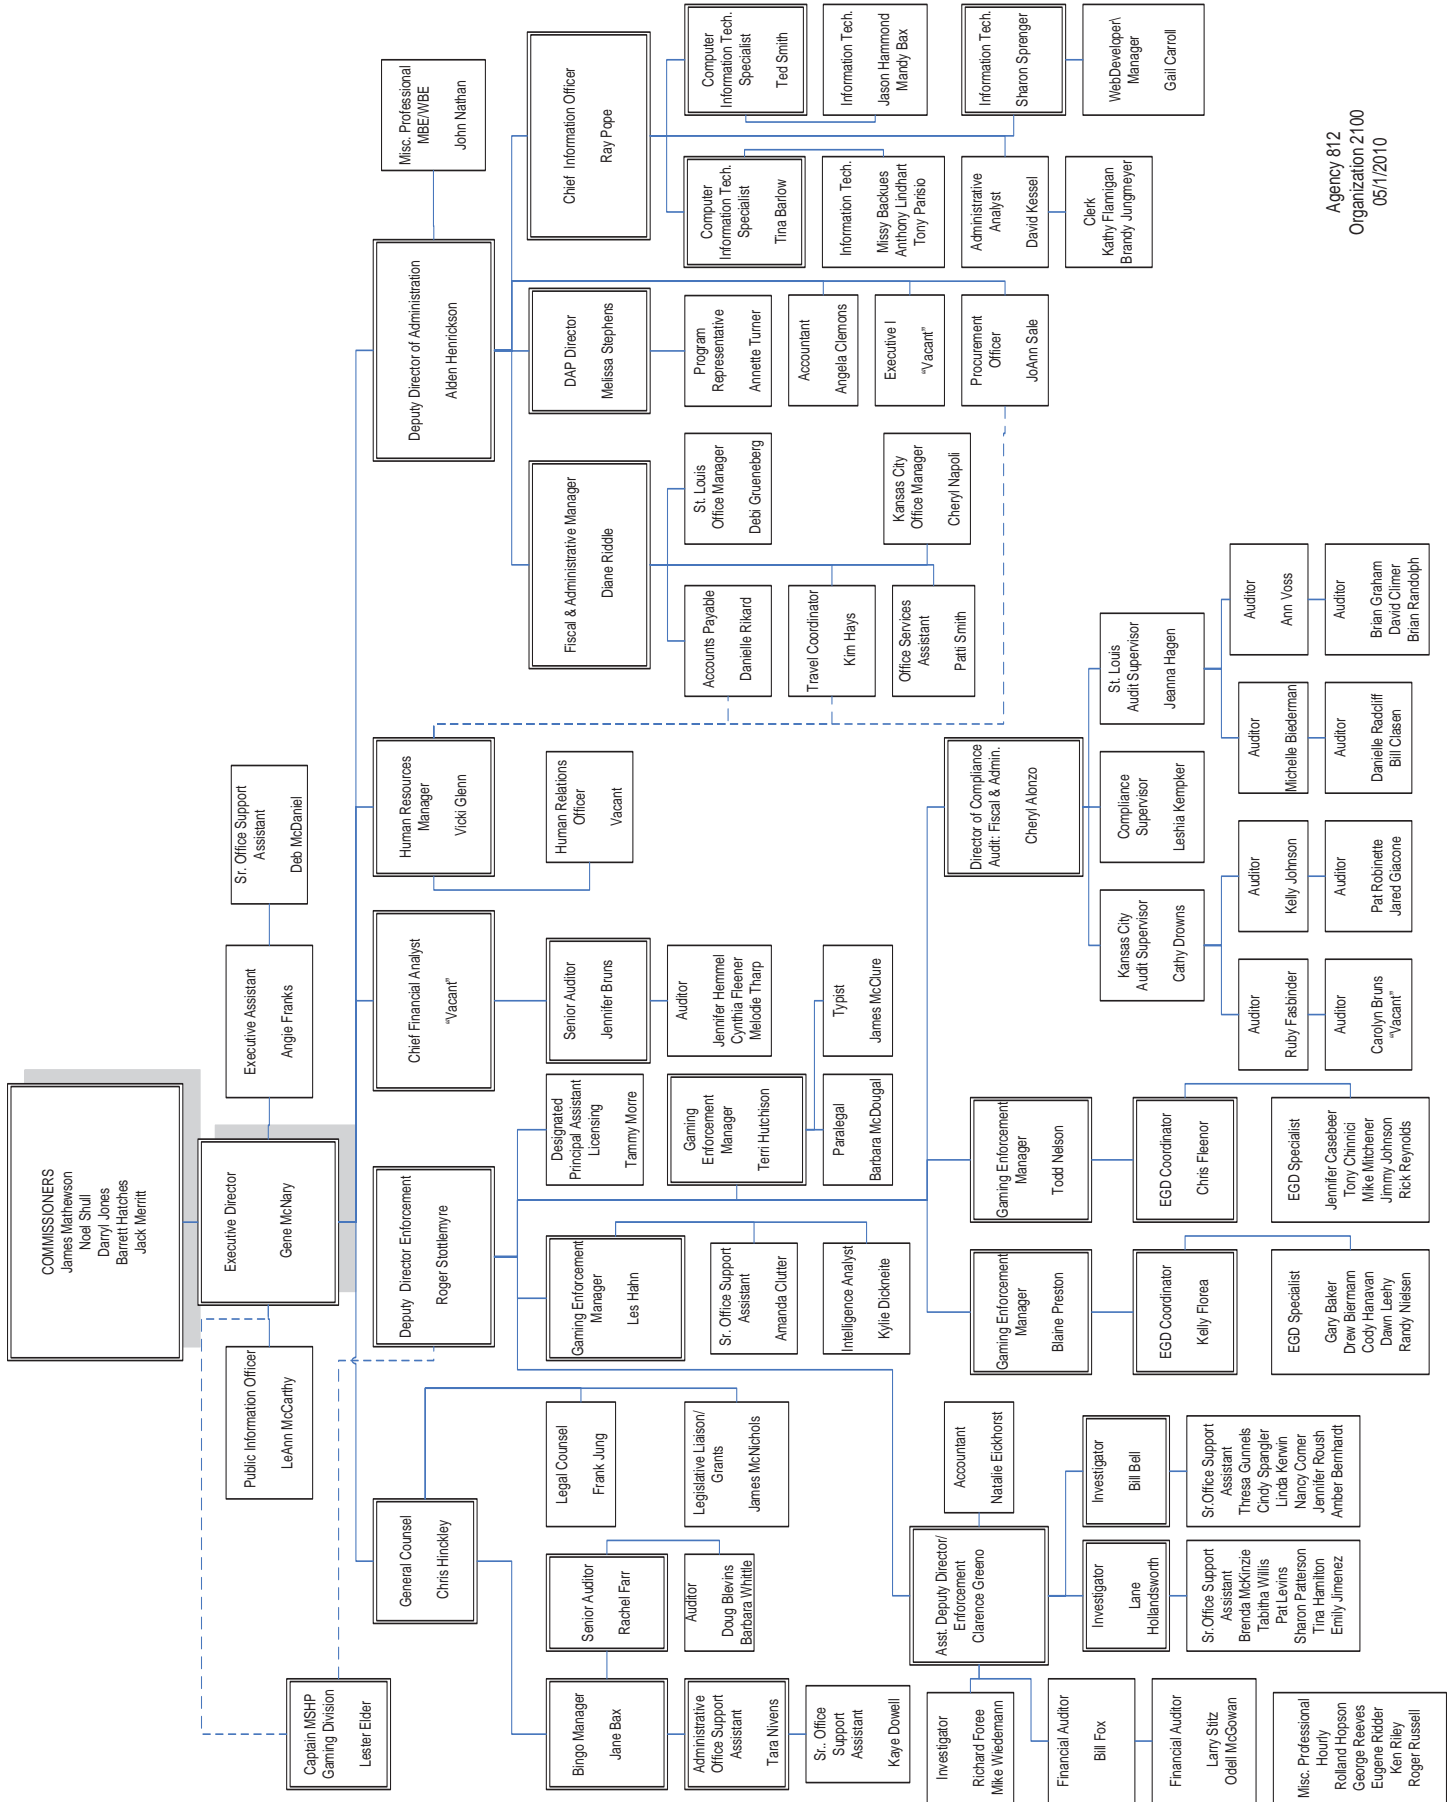 COMMISSIONERS
James Mathewson
Noel Shull
Darryl Jones
Barrett Hatches
Jack Merritt
Executive Director
Gene McNary
Public Information Officer
LeAnn McCarthy
Executive Assistant
Angie Franks
Sr. Office Support
Assistant
Deb McDaniel
Captain MSHP
Gaming Division
Lester Elder
General Counsel
Chris Hinckley
Deputy Director Enforcement
Roger Stottlemyre
Chief Financial Analyst
“Vacant”
Human Resources
Manager
Vicki Glenn
Deputy Director of Administration
Alden Henrickson
Misc. Professional
MBE/WBE
John Nathan
Bingo Manager
Jane Bax
Senior Auditor
Rachel Farr
Legal Counsel
Frank Jung
Administrative
Office Support
Assistant
Tara Nivens
Auditor
Doug Blevins
Barbara Whittle
Legislative Liaison/
Grants
James McNichols
Sr.. Office
Support
Assistant
Kaye Dowell
Gaming Enforcement
Manager
Les Hahn
Designated
Principal Assistant
Licensing
Tammy Morre
Sr. Office Support
Assistant
Amanda Clutter
Gaming
Enforcement
Manager
Terri Hutchison
Intelligence Analyst
Kylie Dickneite
Paralegal
Barbara McDougal
Typist
James McClure
Senior Auditor
Jennifer Bruns
Auditor
Jennifer Hemmel
Cynthia Fleener
Melodie Tharp
Human Relations
Officer
Vacant
Fiscal & Administrative Manager
Diane Riddle
DAP Director
Melissa Stephens
Chief Information Officer
Ray Pope
Accounts Payable
Danielle Rikard
St. Louis
Office Manager
Debi Grueneberg
Travel Coordinator
Kim Hays
Office Services
Assistant
Patti Smith
Kansas City
Office Manager
Cheryl Napoli
Program
Representative
Annette Turner
Accountant
Angela Clemons
Executive I
“Vacant”
Procurement
Officer
JoAnn Sale
Computer
Information Tech.
Specialist
Tina Barlow
Computer
Information Tech.
Specialist
Ted Smith
Information Tech.
Missy Backues
Anthony Lindhart
Tony Parisio
Information Tech.
Jason Hammond
Mandy Bax
Administrative
Analyst
David Kessel
Information Tech.
Sharon Sprenger
Clerk
Kathy Flannigan
Brandy Jungmeyer
WebDeveloper\
Manager
Gail Carroll
Asst. Deputy Director/
Enforcement
Clarence Greeno
Accountant
Natalie Eickhorst
Investigator
Richard Foree
Mike Wiedemann
Financial Auditor
Bill Fox
Financial Auditor
Larry Stitz
Odell McGowan
Misc. Professional
Hourly
Rolland Hopson
George Reeves
Eugene Ridder
Ken Riley
Roger Russell
Investigator
Lane
Hollandsworth
Investigator
Bill Bell
Sr.Office Support
Assistant
Brenda McKinzie
Tabitha Willis
Pat Levins
Sharon Patterson
Tina Hamilton
Emily Jimenez
Sr.Office Support
Assistant
Thresa Gunnels
Cindy Spangler
Linda Kerwin
Nancy Comer
Jennifer Roush
Amber Bernhardt
Gaming Enforcement
Manager
Blaine Preston
Gaming Enforcement
Manager
Todd Nelson
EGD Coordinator
Kelly Florea
EGD Coordinator
Chris Fleenor
EGD Specialist
Gary Baker
Drew Biermann
Cody Hanavan
Dawn Leehy
Randy Nielsen
EGD Specialist
Jennifer Casebeer
Tony Chinnici
Mike Mitchener
Jimmy Johnson
Rick Reynolds
Director of Compliance
Audit: Fiscal & Admin.
Cheryl Alonzo
Kansas City
Audit Supervisor
Cathy Drowns
Compliance
Supervisor
Leshia Kempker
St. Louis
Audit Supervisor
Jeanna Hagen
Auditor
Ruby Fasbinder
Auditor
Kelly Johnson
Auditor
Michelle Biederman
Auditor
Ann Voss
Auditor
Carolyn Bruns
“Vacant”
Auditor
Pat Robinette
Jared Giacone
Auditor
Danielle Radcliff
Bill Clasen
Auditor
Brian Graham
David Climer
Brian Randolph
Agency 812
Organization 2100
05/1/2010